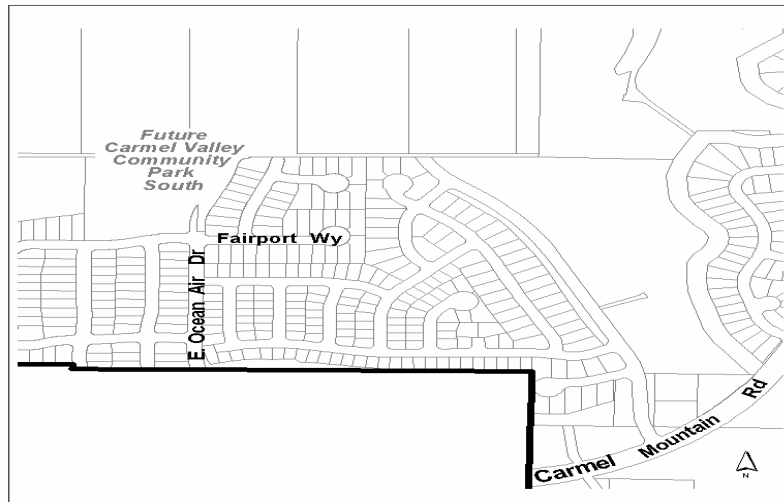 Future
Carmel Valley
Community
Park
South
Fairport Wy
E. Ocean Air Dr
Carmel Mountain Rd
N